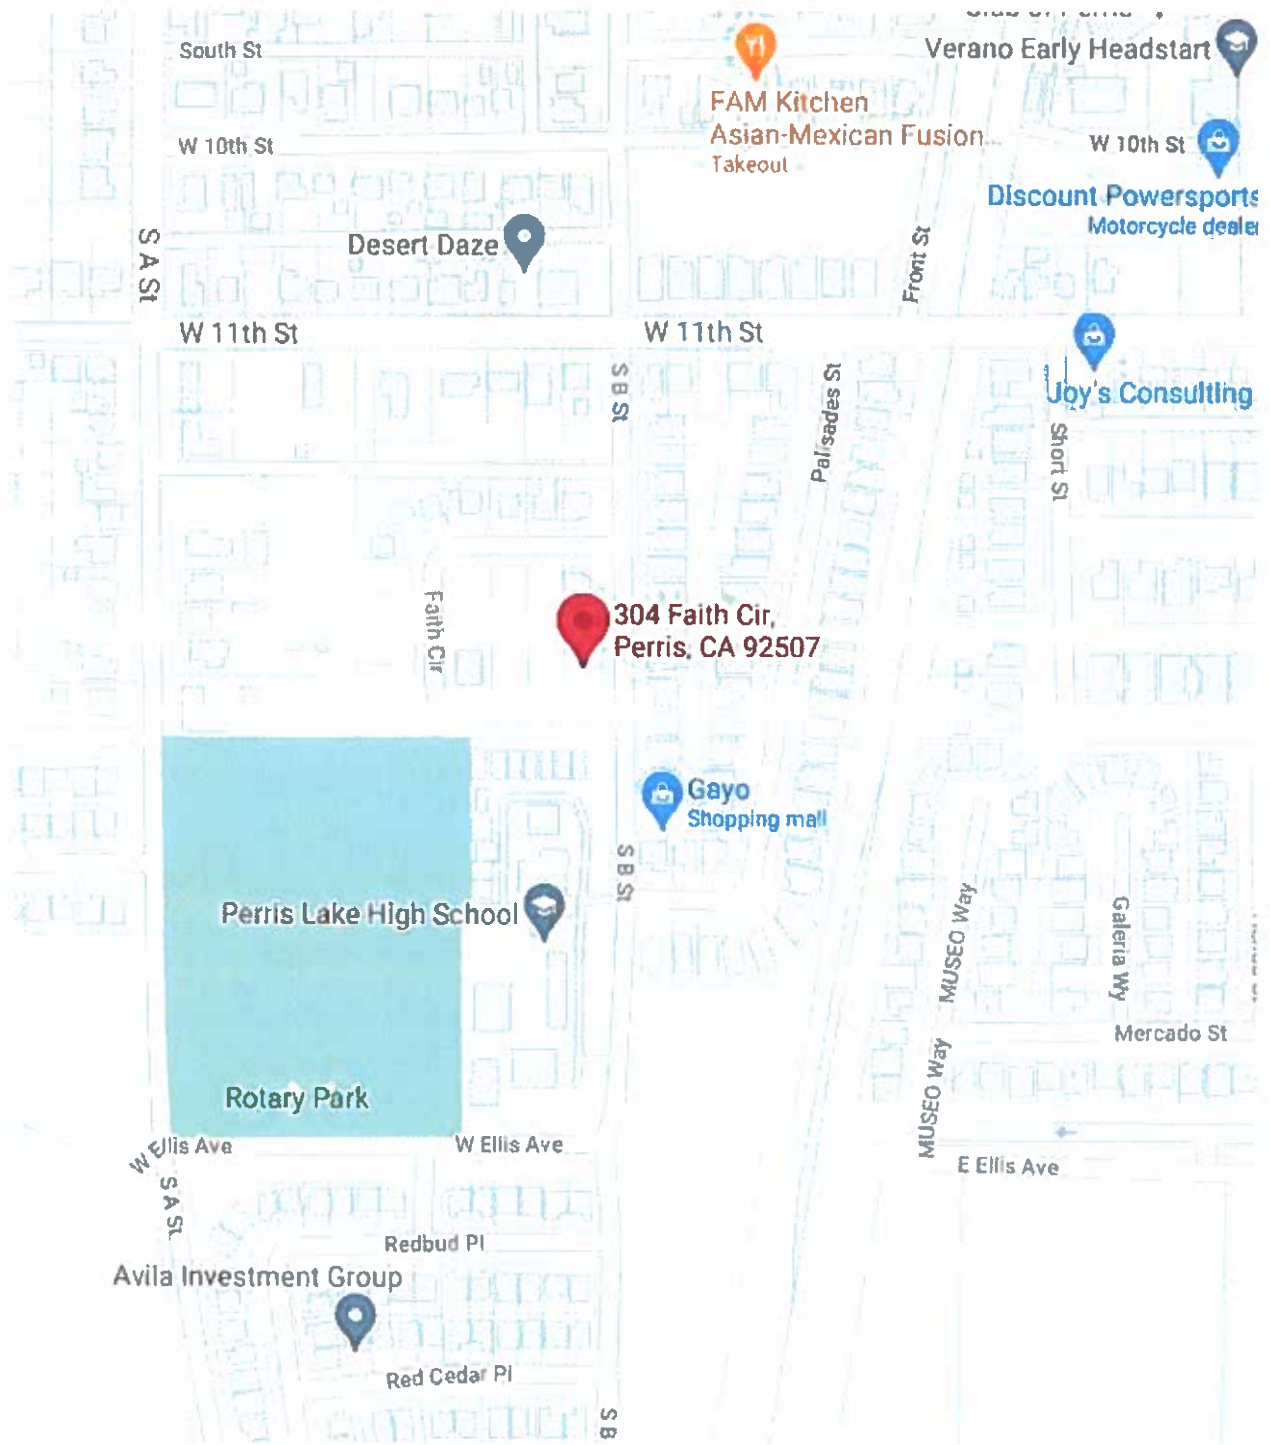 South St
Verano Early Headstart
FAM Kitchen
Asian-Mexican Fusion...
Takeout
W 10th St
W 10th St
Discount Powersports
Motorcycle dealer
Desert Daze
S A St
Front St
W 11th St
W 11th St
Joy's Consulting
S B St
Palisades St
Short St
Faith Cir
304 Faith Cir,
Perris, CA 92507
Gayo
Shopping mall
S B St
Perris Lake High School
MUSEO Way
Galeria Wy
Mercado St
Rotary Park
MUSEO Way
W Ellis Ave
W Ellis Ave
E Ellis Ave
S A St
Redbud Pl
Avila Investment Group
Red Cedar Pl
S B